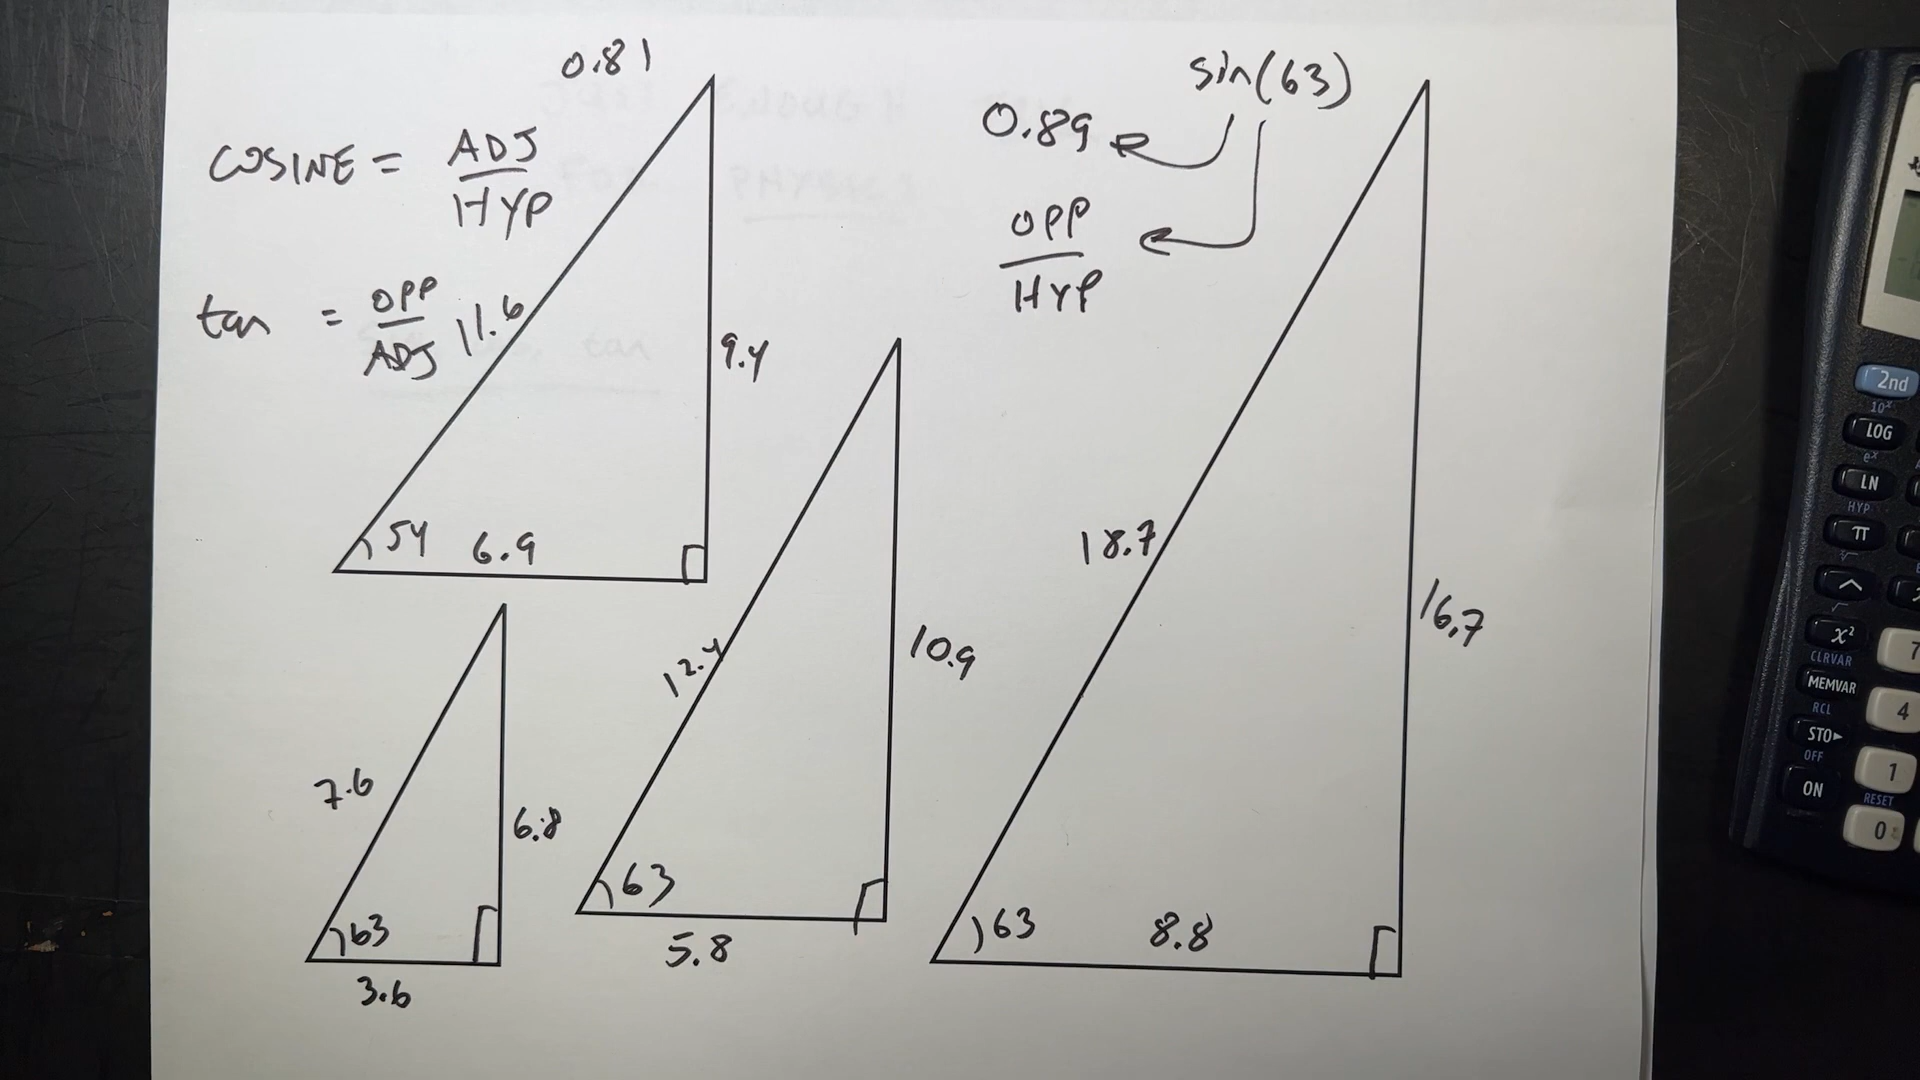 0.81
COSINE = ADJ
HYP
tan = OPP
ADJ
11.6
9.4
54
6.9
sin(63)
0.89
OPP
HYP
18.7
16.7
63
8.8
12.4
10.9
63
5.8
7.6
6.8
63
3.6
2nd
10ˣ
LOG
eˣ
LN
HYP
π
^
√
x²
CLRVAR
MEMVAR
RCL
STO▸
OFF
ON
7
4
1
RESET
0